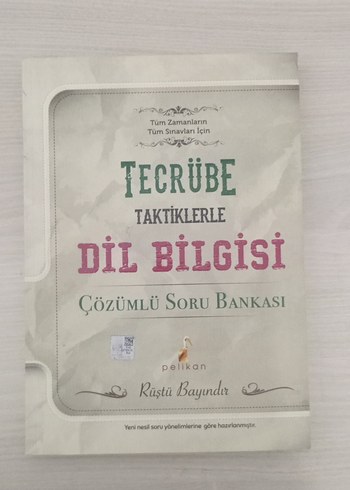 Tüm Zamanların
Tüm Sınavları İçin
TECRÜBE
TAKTİKLERLE
DİL BİLGİSİ
ÇÖZÜMLÜ SORU BANKASI
pelikan
Rüştü Bayındır
Yeni nesil soru yönelimlerine göre hazırlanmıştır.